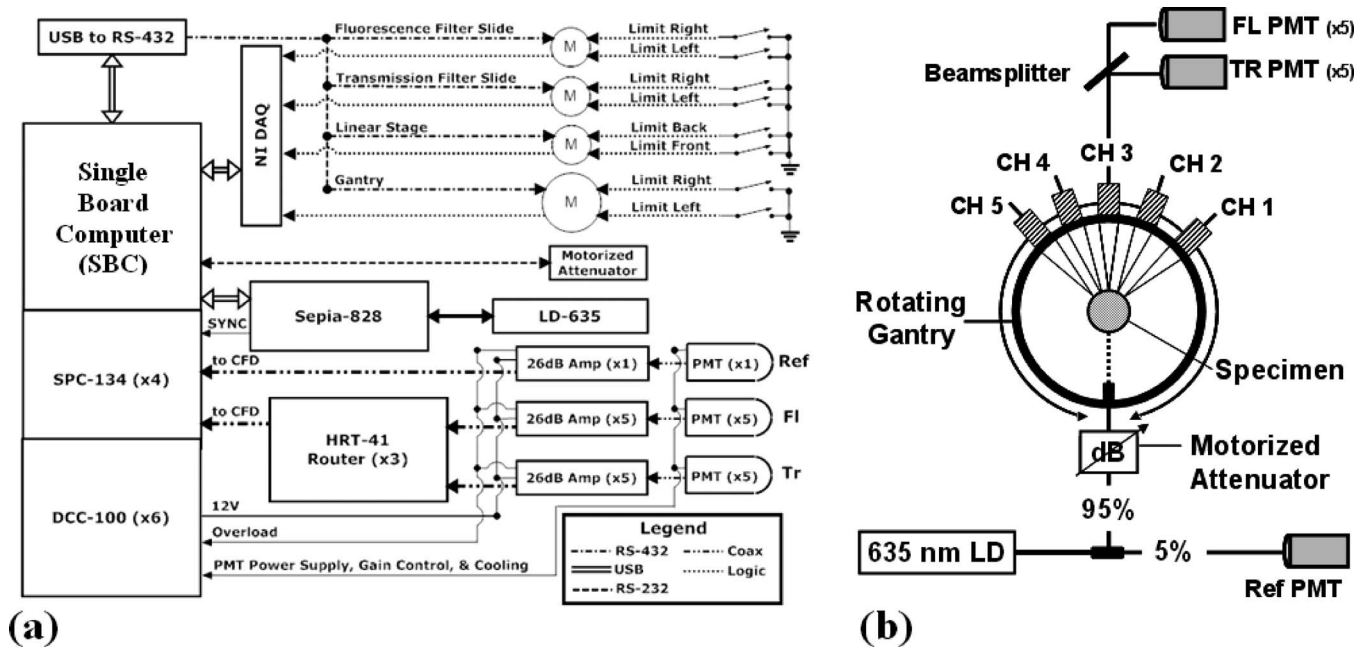 USB to RS-432
Fluorescence Filter Slide
M
Limit Right
Limit Left
Transmission Filter Slide
M
Limit Right
Limit Left
Linear Stage
M
Limit Back
Limit Front
Gantry
M
Limit Right
Limit Left
NI DAQ
Single
Board
Computer
(SBC)
Motorized
Attenuator
SYNC
Sepia-828
LD-635
to CFD
SPC-134 (x4)
26dB Amp (x1)
PMT (x1)
Ref
to CFD
HRT-41
Router (x3)
26dB Amp (x5)
PMT (x5)
Fl
26dB Amp (x5)
PMT (x5)
Tr
DCC-100 (x6)
12V
Overload
PMT Power Supply, Gain Control, & Cooling
Legend
RS-432
Coax
USB
Logic
RS-232
(a)
FL PMT (x5)
Beamsplitter
TR PMT (x5)
CH 3
CH 4
CH 2
CH 5
CH 1
Rotating
Gantry
Specimen
dB
Motorized
Attenuator
95%
635 nm LD
5%
Ref PMT
(b)